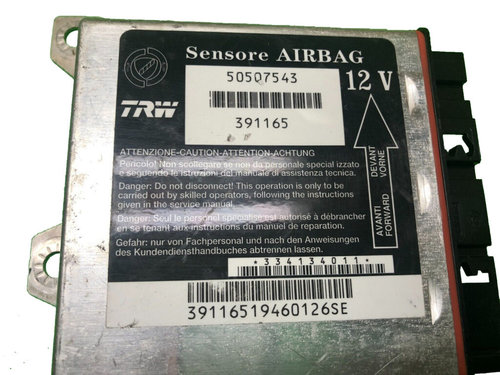 Sensore AIRBAG
50507543
12 V
TRW
391165
ATTENZIONE-CAUTION-ATTENTION-ACHTUNG
Pericolo! Non scollegare se non da personale specializzato
e seguendo le istruzioni del manuale di assistenza tecnica.
Danger: Do not disconnect! This operation is only to be
carried out by skilled operators, following the instructions
given in the service manual.
Danger: Seul le personel spécialisé est autorisé à débrancher
en se tenant aux instructions du manuel de reparation.
Gefahr: nur von Fachpersonal und nach den Anweisungen
des Kundendiensthandbuches abtrennen lassen.
AVANTI DEVANT
FORWARD VORNE
*334134011*
39116519460126SE